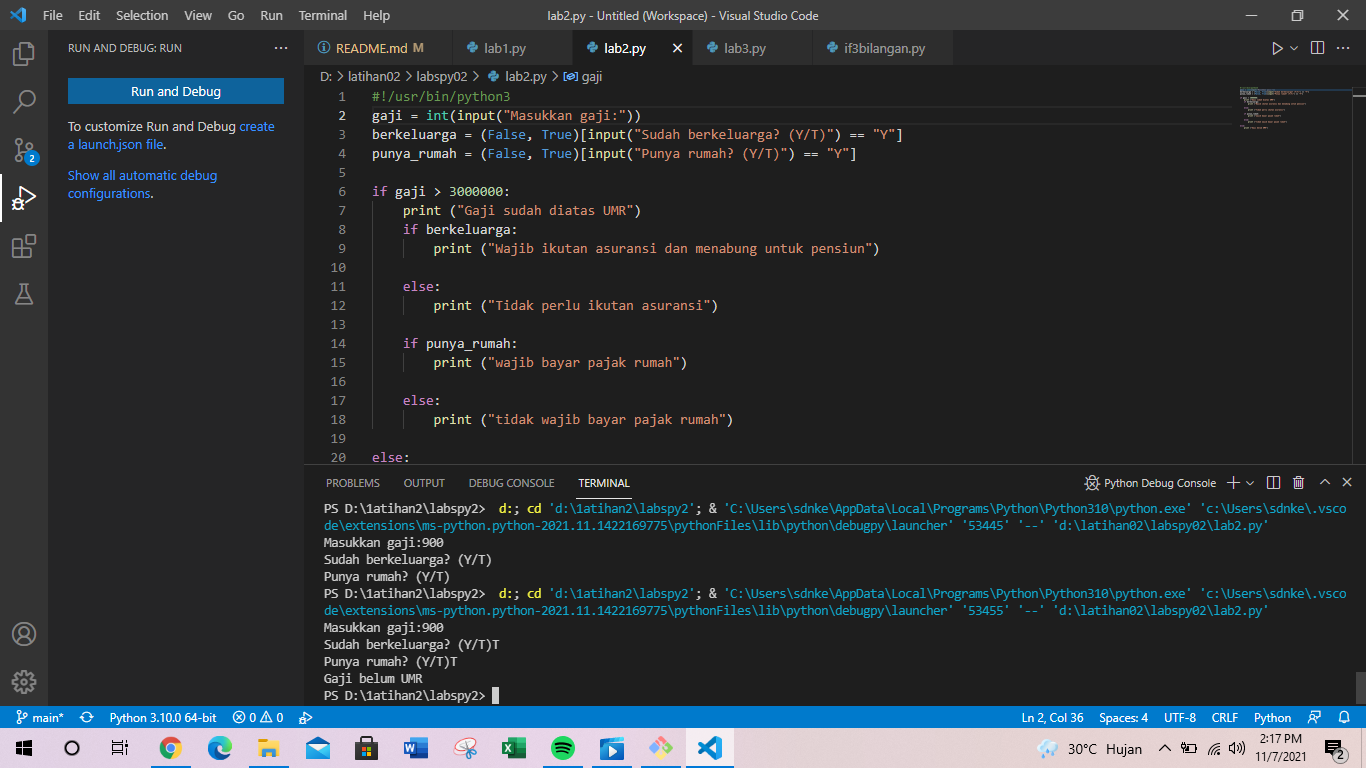 File Edit Selection View Go Run Terminal Help lab2.py - Untitled (Workspace) - Visual Studio Code
RUN AND DEBUG: RUN
Run and Debug
To customize Run and Debug create
a launch.json file.
Show all automatic debug
configurations.
2
README.md M lab1.py lab2.py lab3.py if3bilangan.py
D: > latihan02 > labspy02 > lab2.py > gaji
1 #!/usr/bin/python3
2 gaji = int(input("Masukkan gaji:"))
3 berkeluarga = (False, True)[input("Sudah berkeluarga? (Y/T)") == "Y"]
4 punya_rumah = (False, True)[input("Punya rumah? (Y/T)") == "Y"]
5
6 if gaji > 3000000:
7 print ("Gaji sudah diatas UMR")
8 if berkeluarga:
9 print ("Wajib ikutan asuransi dan menabung untuk pensiun")
10
11 else:
12 print ("Tidak perlu ikutan asuransi")
13
14 if punya_rumah:
15 print ("wajib bayar pajak rumah")
16
17 else:
18 print ("tidak wajib bayar pajak rumah")
19
20 else:
PROBLEMS OUTPUT DEBUG CONSOLE TERMINAL Python Debug Console
PS D:\1atihan2\labspy2> d:; cd 'd:\1atihan2\labspy2'; & 'C:\Users\sdnke\AppData\Local\Programs\Python\Python310\python.exe' 'c:\Users\sdnke\.vsco
de\extensions\ms-python.python-2021.11.1422169775\pythonFiles\lib\python\debugpy\launcher' '53445' '--' 'd:\latihan02\labspy02\lab2.py'
Masukkan gaji:900
Sudah berkeluarga? (Y/T)
Punya rumah? (Y/T)
PS D:\1atihan2\labspy2> d:; cd 'd:\1atihan2\labspy2'; & 'C:\Users\sdnke\AppData\Local\Programs\Python\Python310\python.exe' 'c:\Users\sdnke\.vsco
de\extensions\ms-python.python-2021.11.1422169775\pythonFiles\lib\python\debugpy\launcher' '53455' '--' 'd:\latihan02\labspy02\lab2.py'
Masukkan gaji:900
Sudah berkeluarga? (Y/T)T
Punya rumah? (Y/T)T
Gaji belum UMR
PS D:\1atihan2\labspy2>
main* Python 3.10.0 64-bit 0 0 Ln 2, Col 36 Spaces: 4 UTF-8 CRLF Python
30°C Hujan 2:17 PM
11/7/2021 2